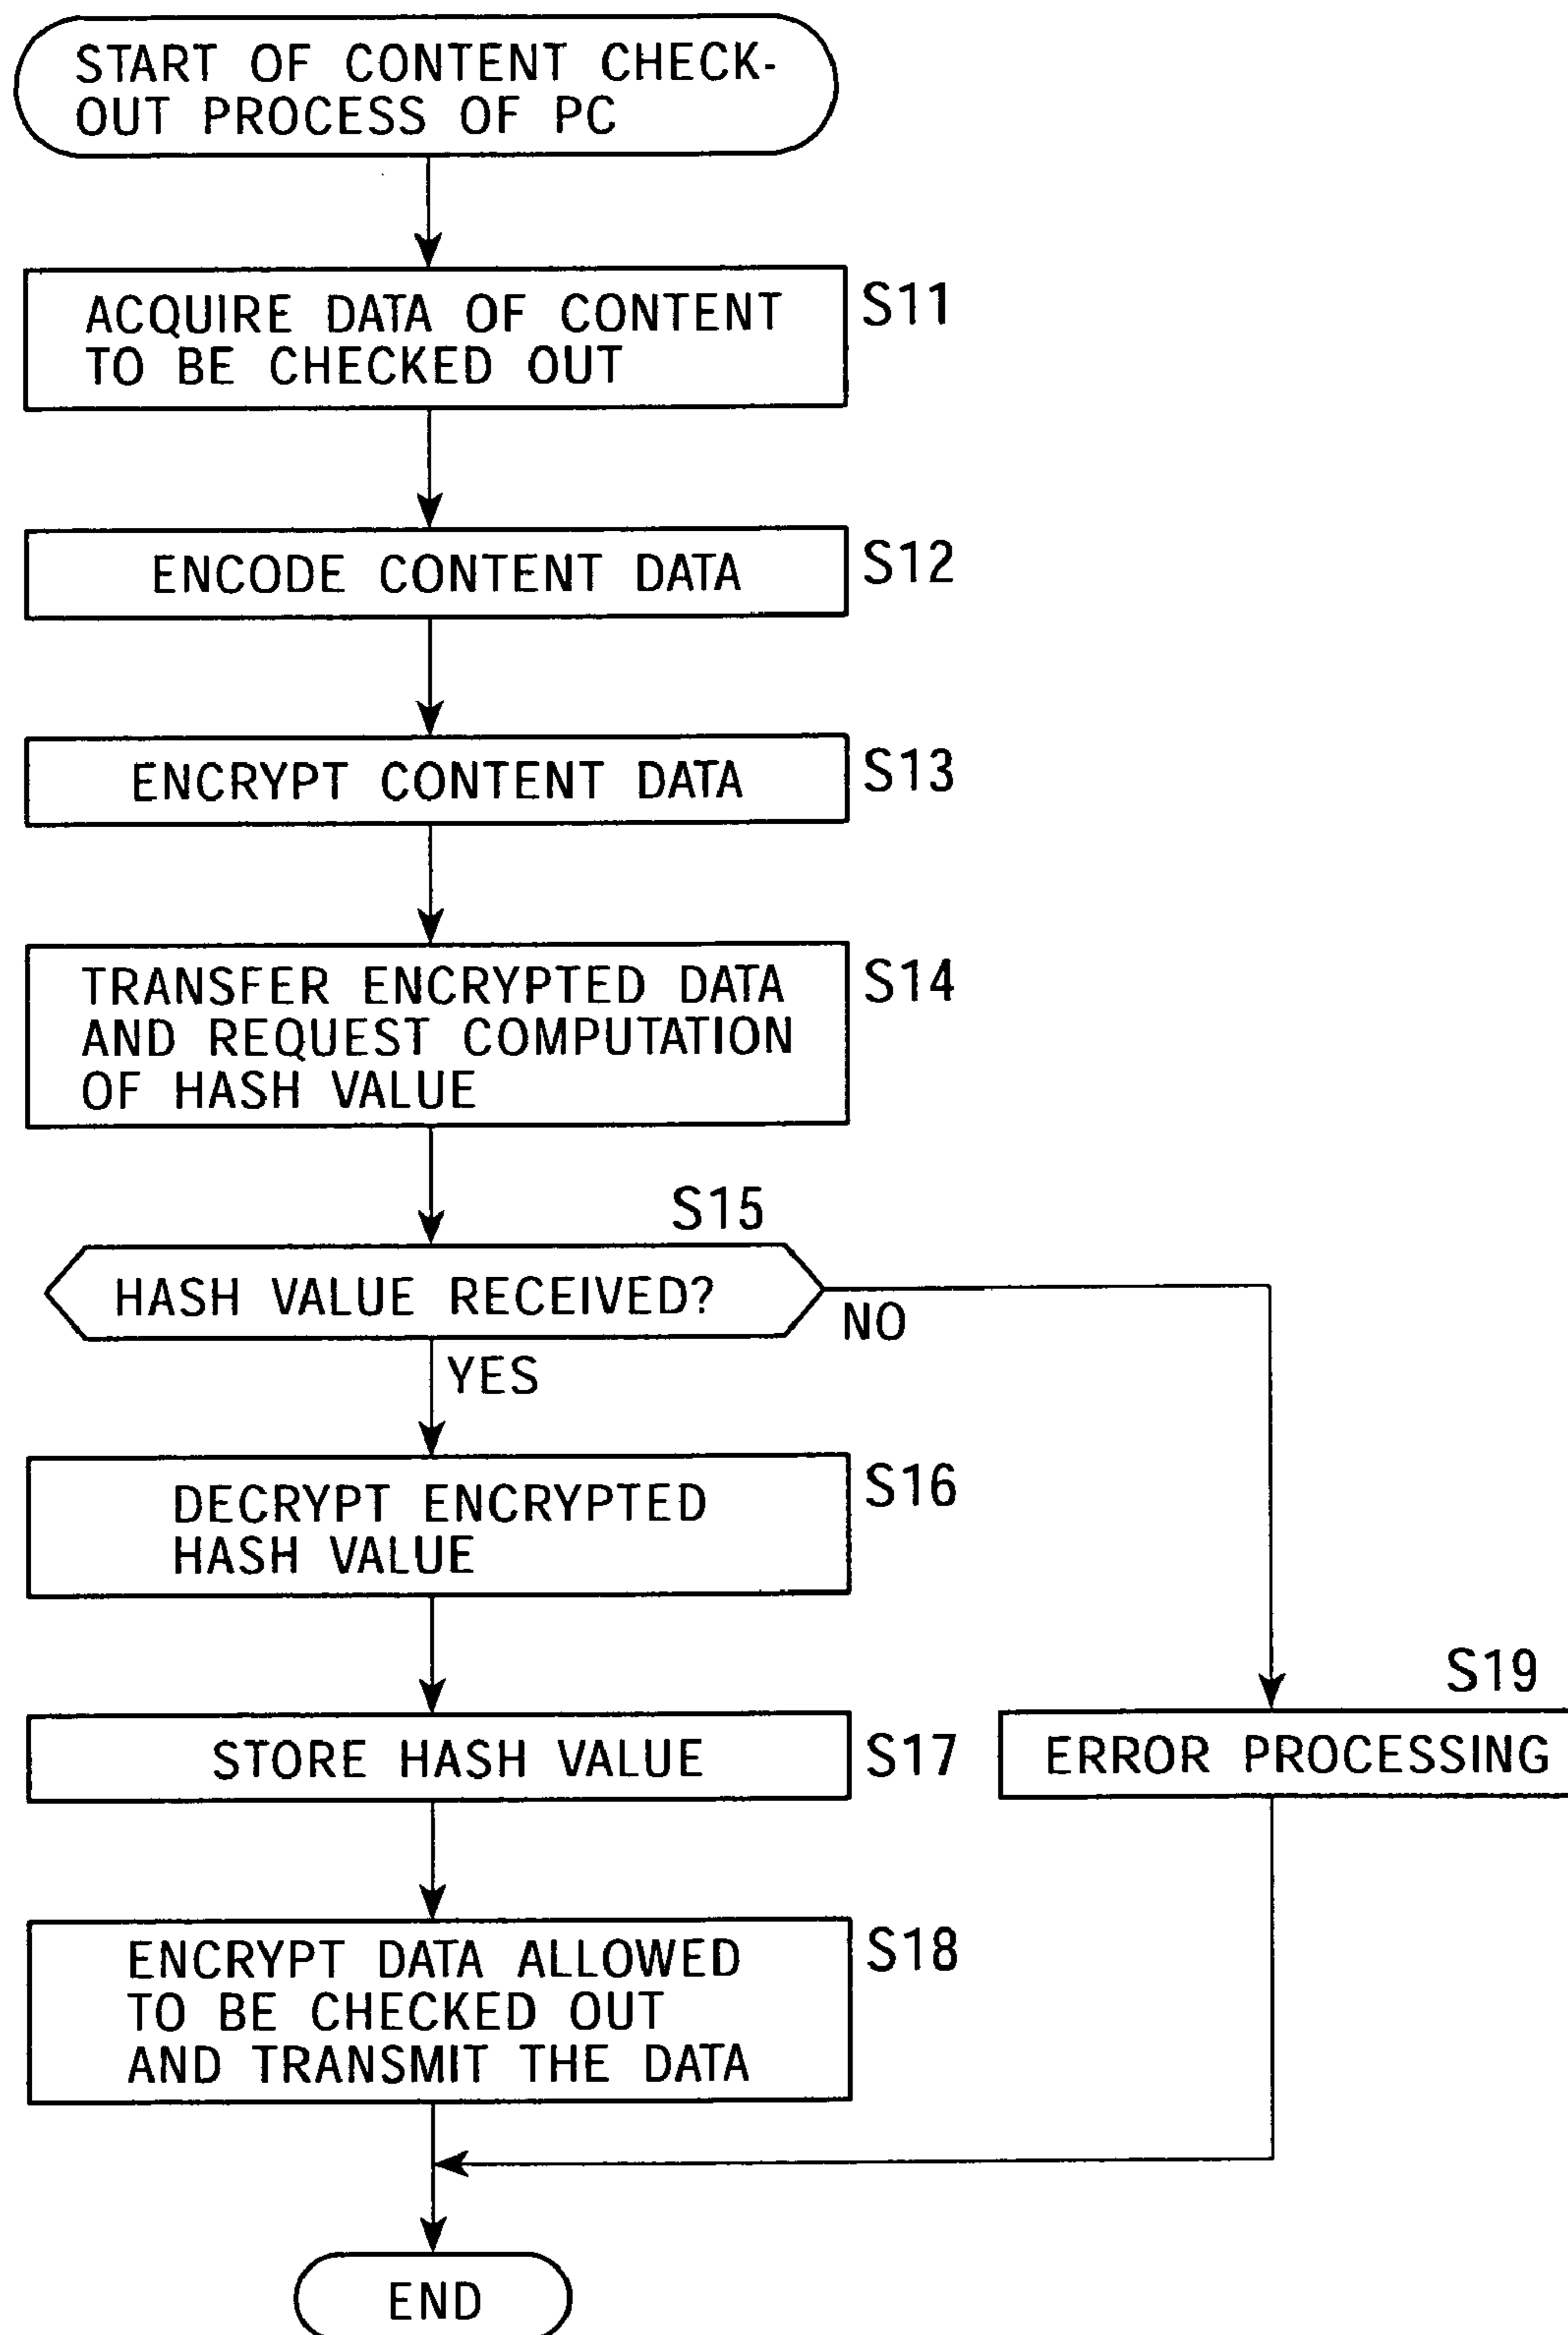 START OF CONTENT CHECK-
OUT PROCESS OF PC
ACQUIRE DATA OF CONTENT
TO BE CHECKED OUT
S11
ENCODE CONTENT DATA
S12
ENCRYPT CONTENT DATA
S13
TRANSFER ENCRYPTED DATA
AND REQUEST COMPUTATION
OF HASH VALUE
S14
S15
HASH VALUE RECEIVED?
NO
YES
DECRYPT ENCRYPTED
HASH VALUE
S16
STORE HASH VALUE
S17
S19
ERROR PROCESSING
ENCRYPT DATA ALLOWED
TO BE CHECKED OUT
AND TRANSMIT THE DATA
S18
END